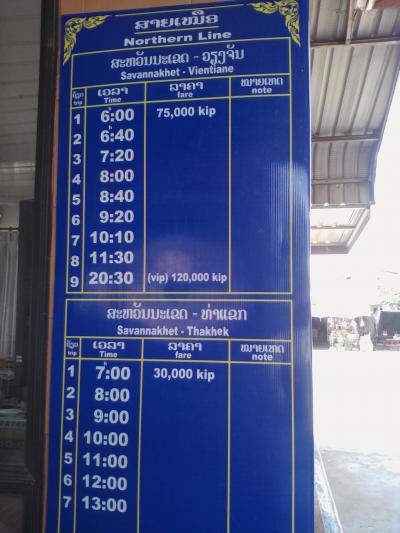 ສາຍເໜືອ
Northern Line
ສະຫວັນນະເຂດ - ວຽງຈັນ
Savannakhet - Vientiane
ຖ້ຽວ ເວລາ ລາຄາ ໝາຍເຫດ
trip Time fare note
1 6:00 75,000 kip
2 6:40
3 7:20
4 8:00
5 8:40
6 9:20
7 10:10
8 11:30
9 20:30 (vip) 120,000 kip
ສະຫວັນນະເຂດ - ທ່າແຂກ
Savannakhet - Thakhek
ຖ້ຽວ ເວລາ ລາຄາ ໝາຍເຫດ
trip Time fare note
1 7:00 30,000 kip
2 8:00
3 9:00
4 10:00
5 11:00
6 12:00
7 13:00